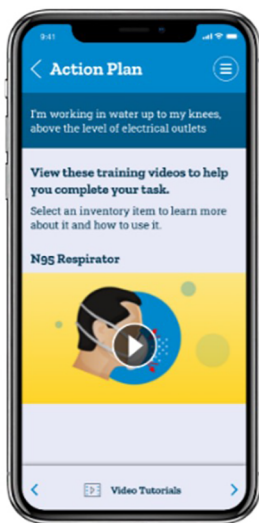 9:41
Action Plan
I'm working in water up to my knees,
above the level of electrical outlets
View these training videos to help
you complete your task.
Select an inventory item to learn more
about it and how to use it.
N95 Respirator
Video Tutorials